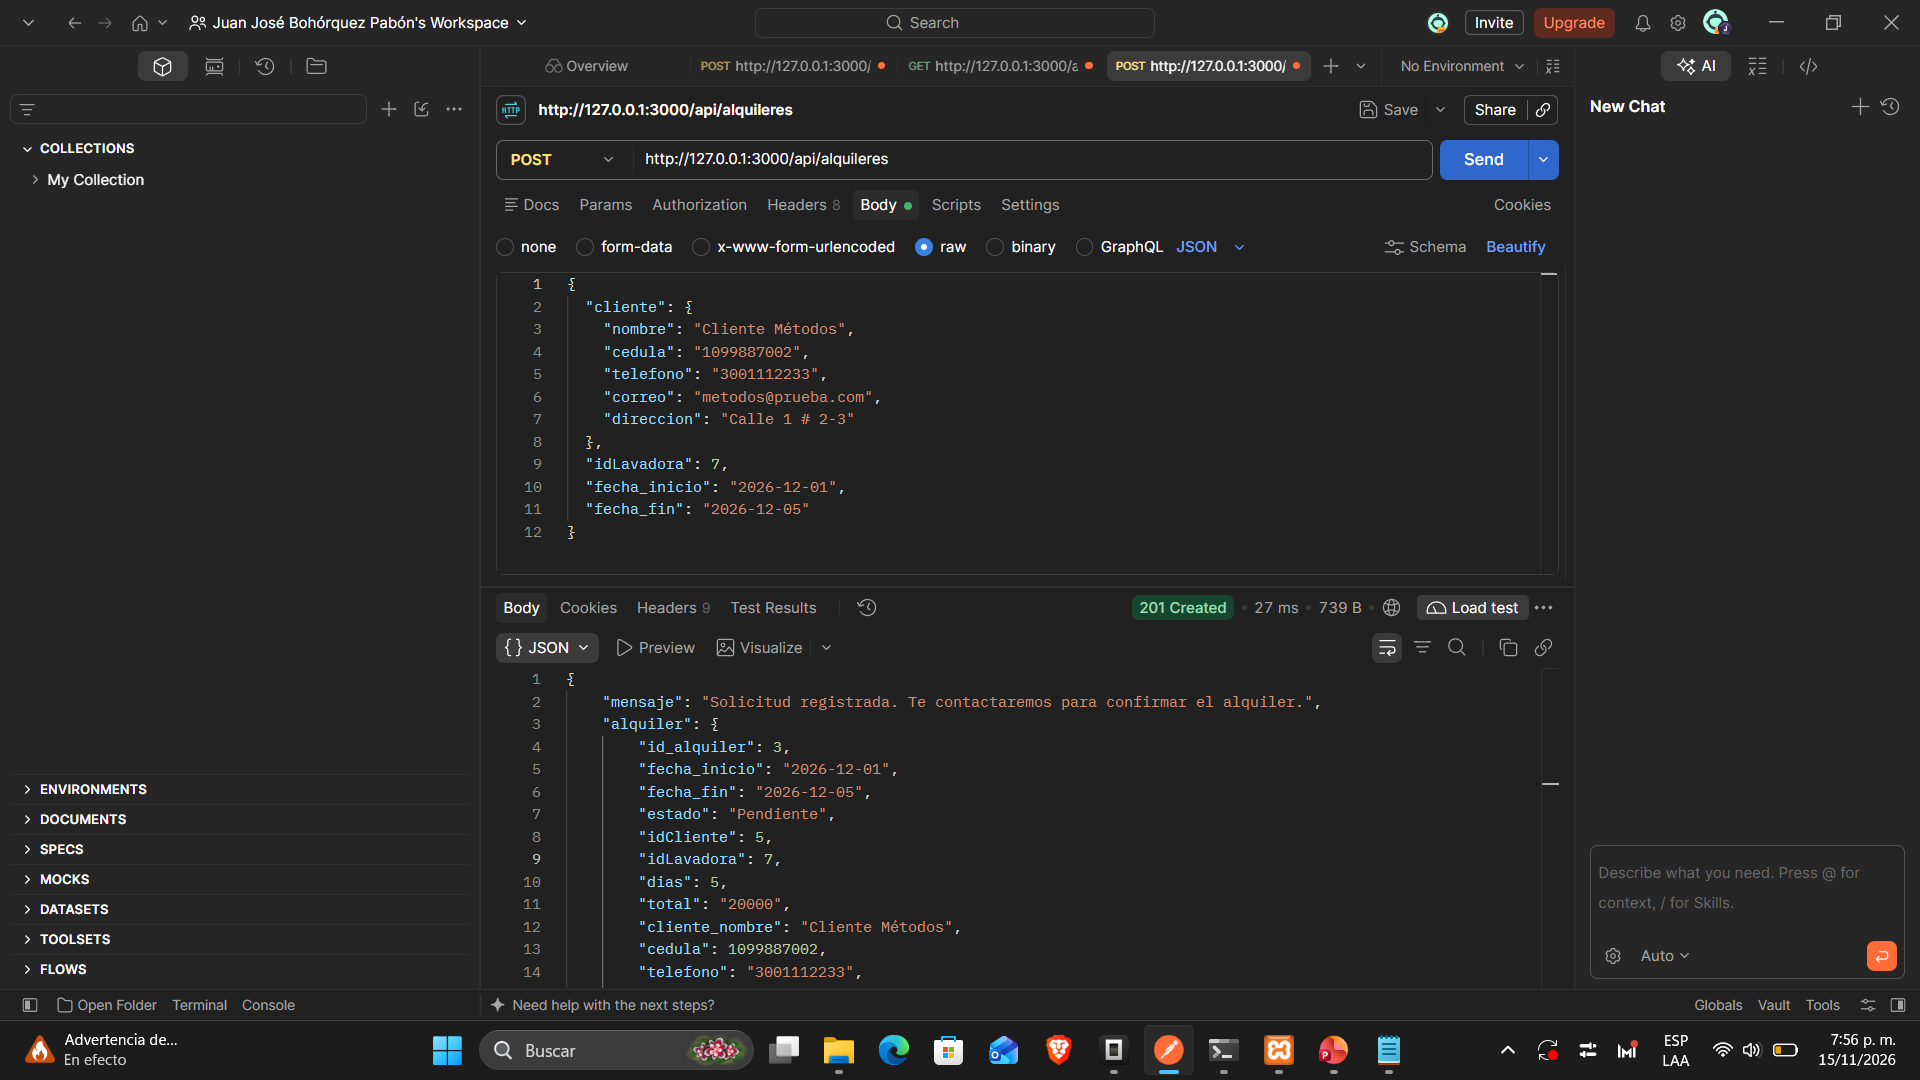 Juan José Bohórquez Pabón's Workspace
Search
Invite
Upgrade
Overview
POST http://127.0.0.1:3000/
GET http://127.0.0.1:3000/a
POST http://127.0.0.1:3000/
No Environment
AI
http://127.0.0.1:3000/api/alquileres
Save
Share
New Chat
COLLECTIONS
My Collection
POST
http://127.0.0.1:3000/api/alquileres
Send
Docs
Params
Authorization
Headers 8
Body
Scripts
Settings
Cookies
none
form-data
x-www-form-urlencoded
raw
binary
GraphQL
JSON
Schema
Beautify
1 {
2 "cliente": {
3 "nombre": "Cliente Métodos",
4 "cedula": "1099887002",
5 "telefono": "3001112233",
6 "correo": "metodos@prueba.com",
7 "direccion": "Calle 1 # 2-3"
8 },
9 "idLavadora": 7,
10 "fecha_inicio": "2026-12-01",
11 "fecha_fin": "2026-12-05"
12 }
Body
Cookies
Headers 9
Test Results
201 Created
27 ms
739 B
Load test
{} JSON
Preview
Visualize
1 {
2 "mensaje": "Solicitud registrada. Te contactaremos para confirmar el alquiler.",
3 "alquiler": {
4 "id_alquiler": 3,
5 "fecha_inicio": "2026-12-01",
6 "fecha_fin": "2026-12-05",
7 "estado": "Pendiente",
8 "idCliente": 5,
9 "idLavadora": 7,
10 "dias": 5,
11 "total": "20000",
12 "cliente_nombre": "Cliente Métodos",
13 "cedula": 1099887002,
14 "telefono": "3001112233",
ENVIRONMENTS
DOCUMENTS
SPECS
MOCKS
DATASETS
TOOLSETS
FLOWS
Describe what you need. Press @ for
context, / for Skills.
Auto
Open Folder
Terminal
Console
Need help with the next steps?
Globals
Vault
Tools
Advertencia de...
En efecto
Buscar
ESP
LAA
7:56 p. m.
15/11/2026